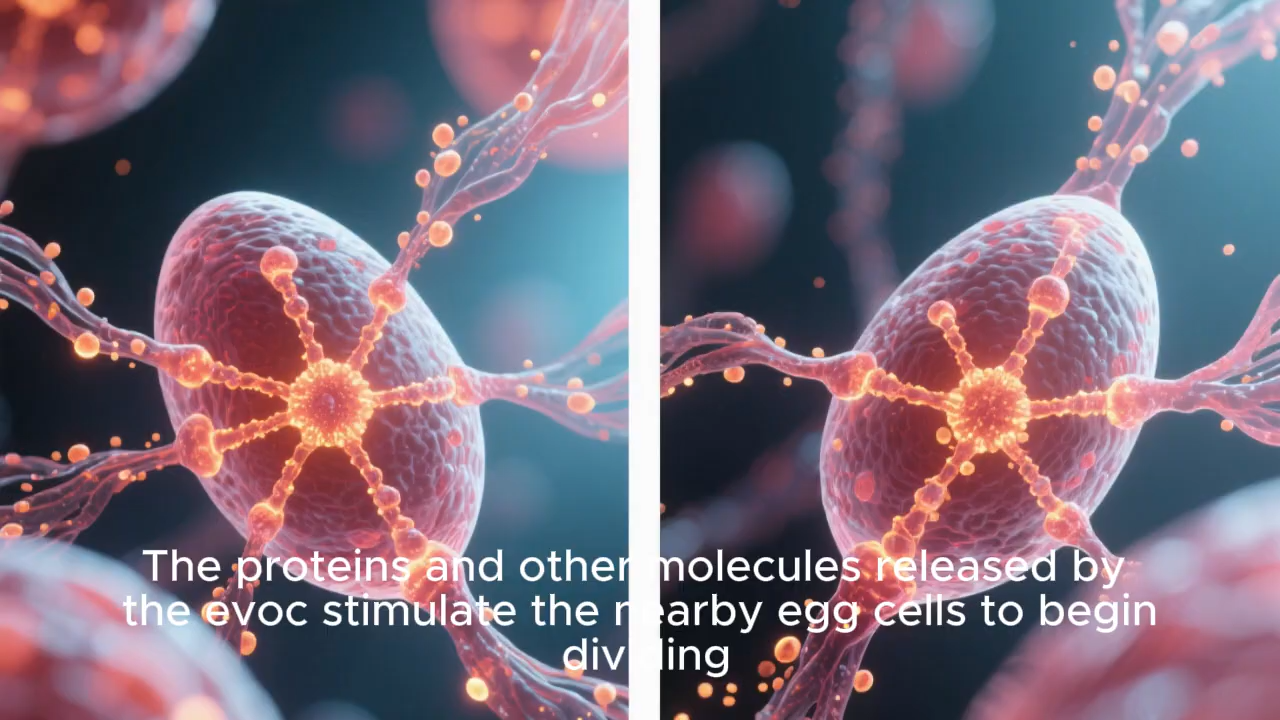 The proteins and other molecules released by
the evoc stimulate the nearby egg cells to begin
dividing